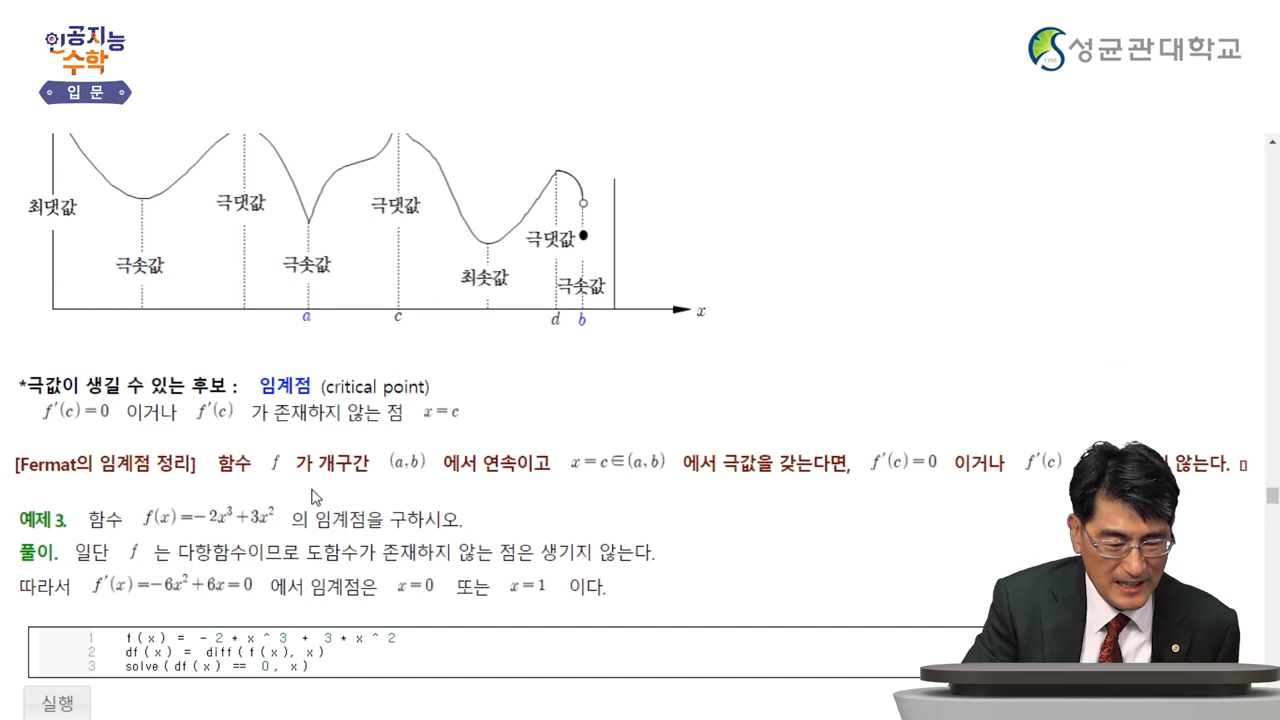 인공지능
수학
입문
성균관대학교
1398
최댓값
극솟값
극댓값
극솟값
극댓값
최솟값
극댓값
극솟값
a
c
d
b
x
*극값이 생길 수 있는 후보 : 임계점 (critical point)
f′(c)=0 이거나 f′(c) 가 존재하지 않는 점 x=c
[Fermat의 임계점 정리] 함수 f 가 개구간 (a,b) 에서 연속이고 x=c∈(a,b) 에서 극값을 갖는다면, f′(c)=0 이거나 f′(c) 않는다. ▯
예제 3. 함수 f(x)=−2x³+3x² 의 임계점을 구하시오.
풀이. 일단 f 는 다항함수이므로 도함수가 존재하지 않는 점은 생기지 않는다.
따라서 f′(x)=−6x²+6x=0 에서 임계점은 x=0 또는 x=1 이다.
1 f(x) = -2*x^3 + 3*x^2
2 df(x) = diff(f(x), x)
3 solve(df(x) == 0, x)
실행